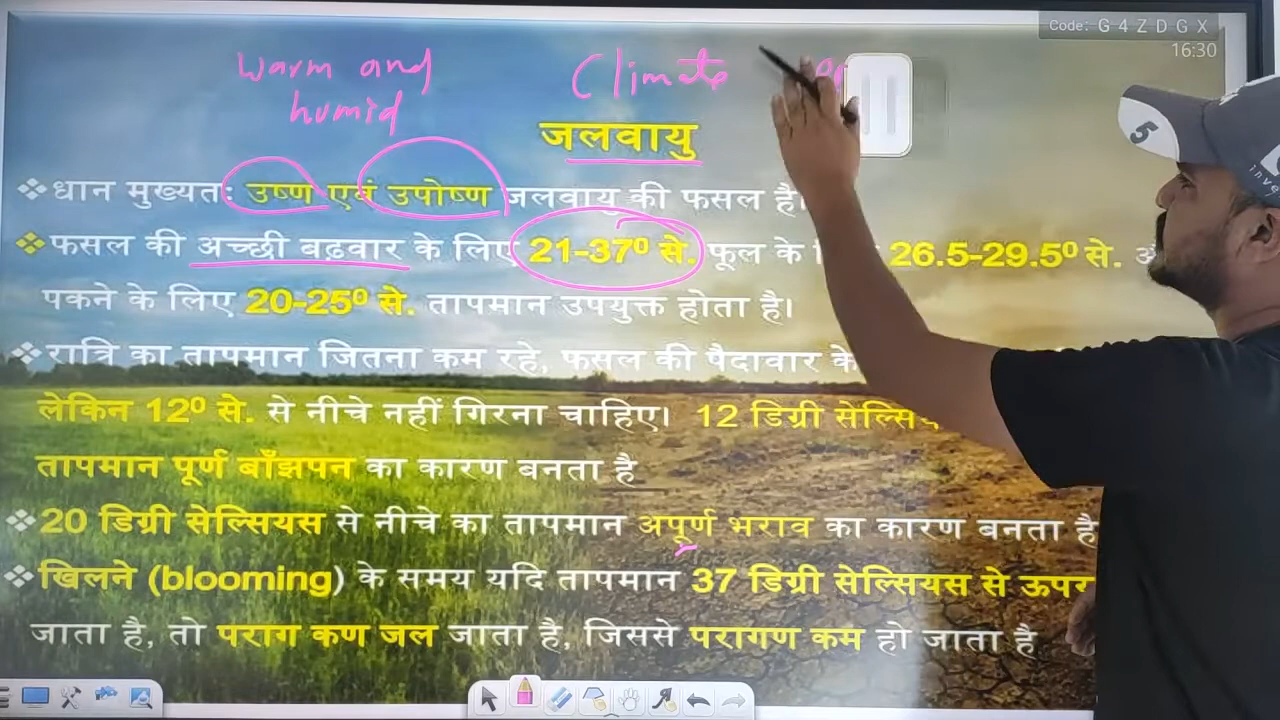 Code: G 4 Z D G X
16:30
Warm and
humid
Climate
जलवायु
❖धान मुख्यतः उष्ण एवं उपोष्ण जलवायु की फसल है।
❖फसल की अच्छी बढ़वार के लिए 21-37⁰ से. फूल के 26.5-29.5⁰ से.
पकने के लिए 20-25⁰ से. तापमान उपयुक्त होता है।
❖रात्रि का तापमान जितना कम रहे, फसल की पैदावार के
लेकिन 12⁰ से. से नीचे नहीं गिरना चाहिए। 12 डिग्री
तापमान पूर्ण बाँझपन का कारण बनता है
❖20 डिग्री सेल्सियस से नीचे का तापमान अपूर्ण भराव का कारण बनता है
❖खिलने (blooming) के समय यदि तापमान 37 डिग्री सेल्सियस से ऊपर
जाता है, तो पराग कण जल जाता है, जिससे परागण कम हो जाता है
5